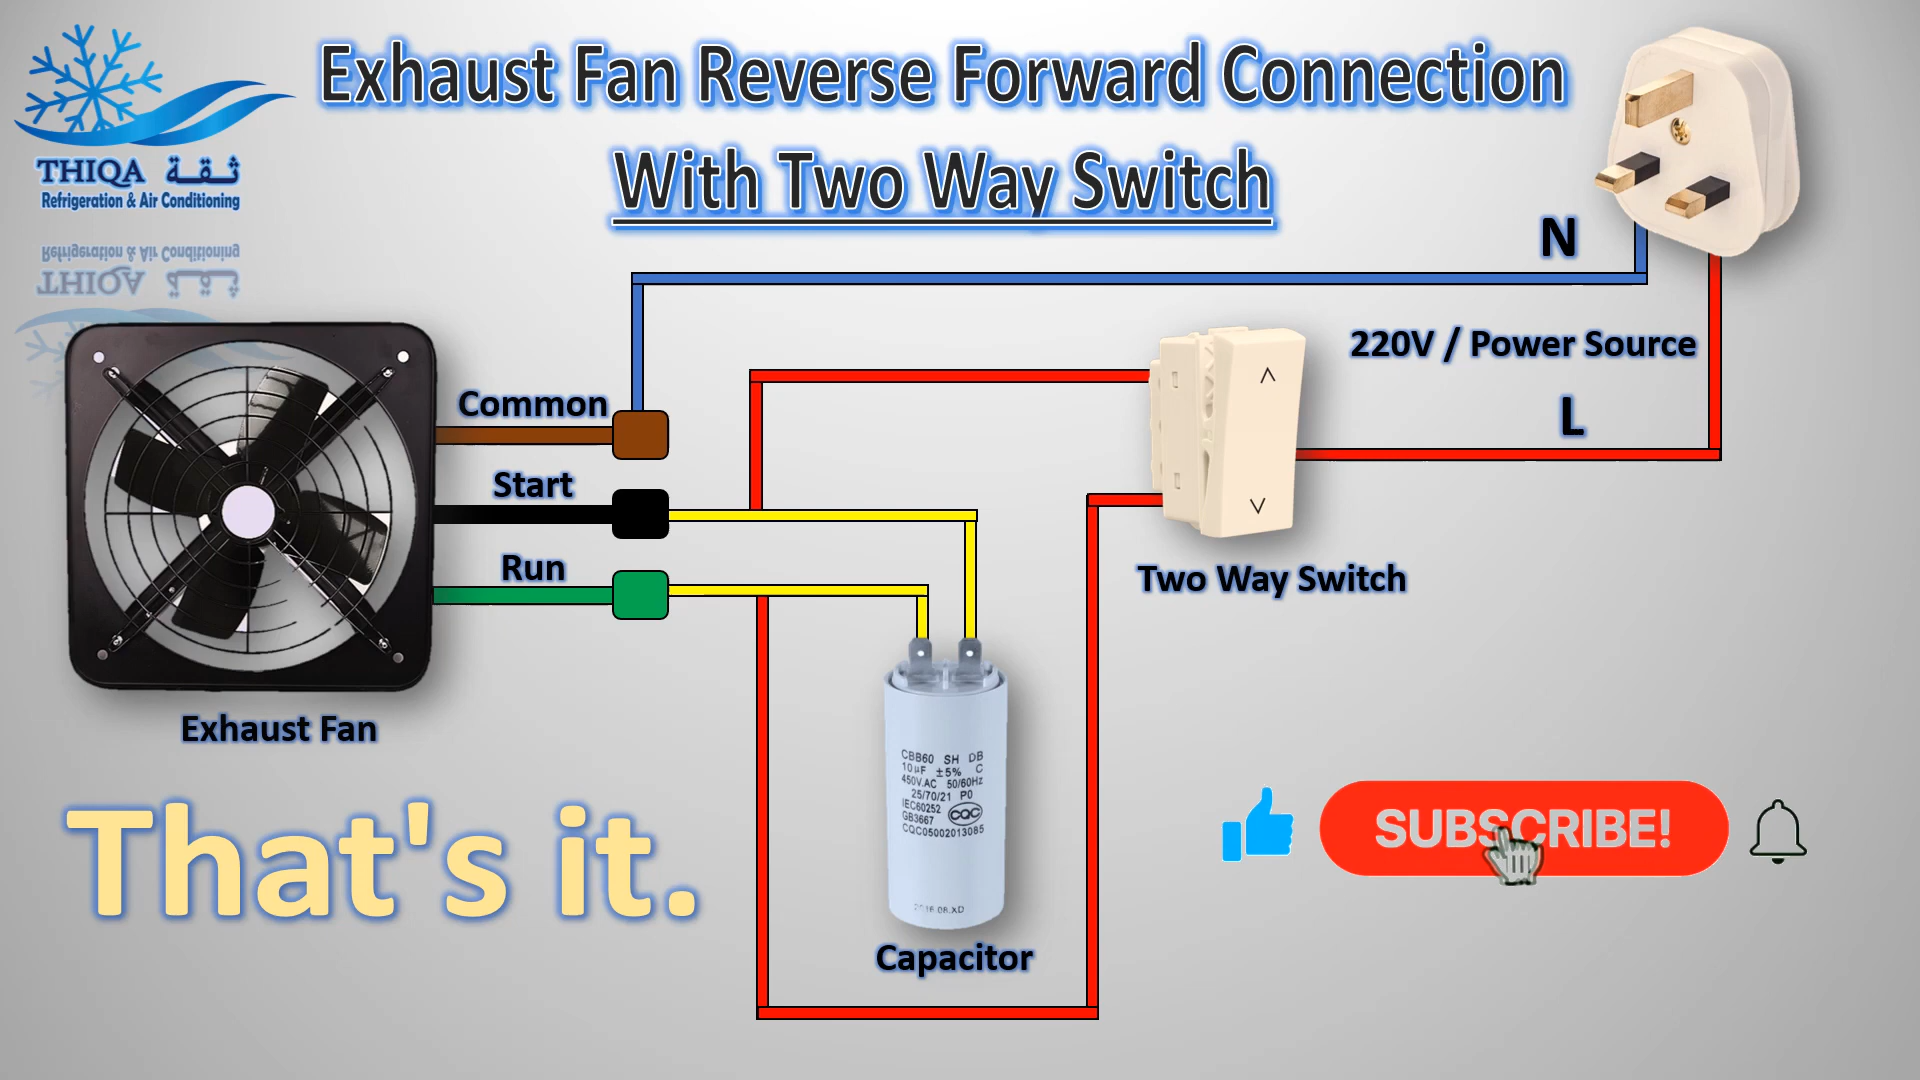 Exhaust Fan Reverse Forward Connection
With Two Way Switch
THIQA ثـقـة
Refrigeration & Air Conditioning
N
220V / Power Source
L
Common
Start
Run
Two Way Switch
Exhaust Fan
CBB60 SH DB
10µF ±5% C
450V.AC 50/60Hz
25/70/21 P0
IEC60252
GB3667
CQC
CQC05002013085
Capacitor
That's it.
SUBSCRIBE!